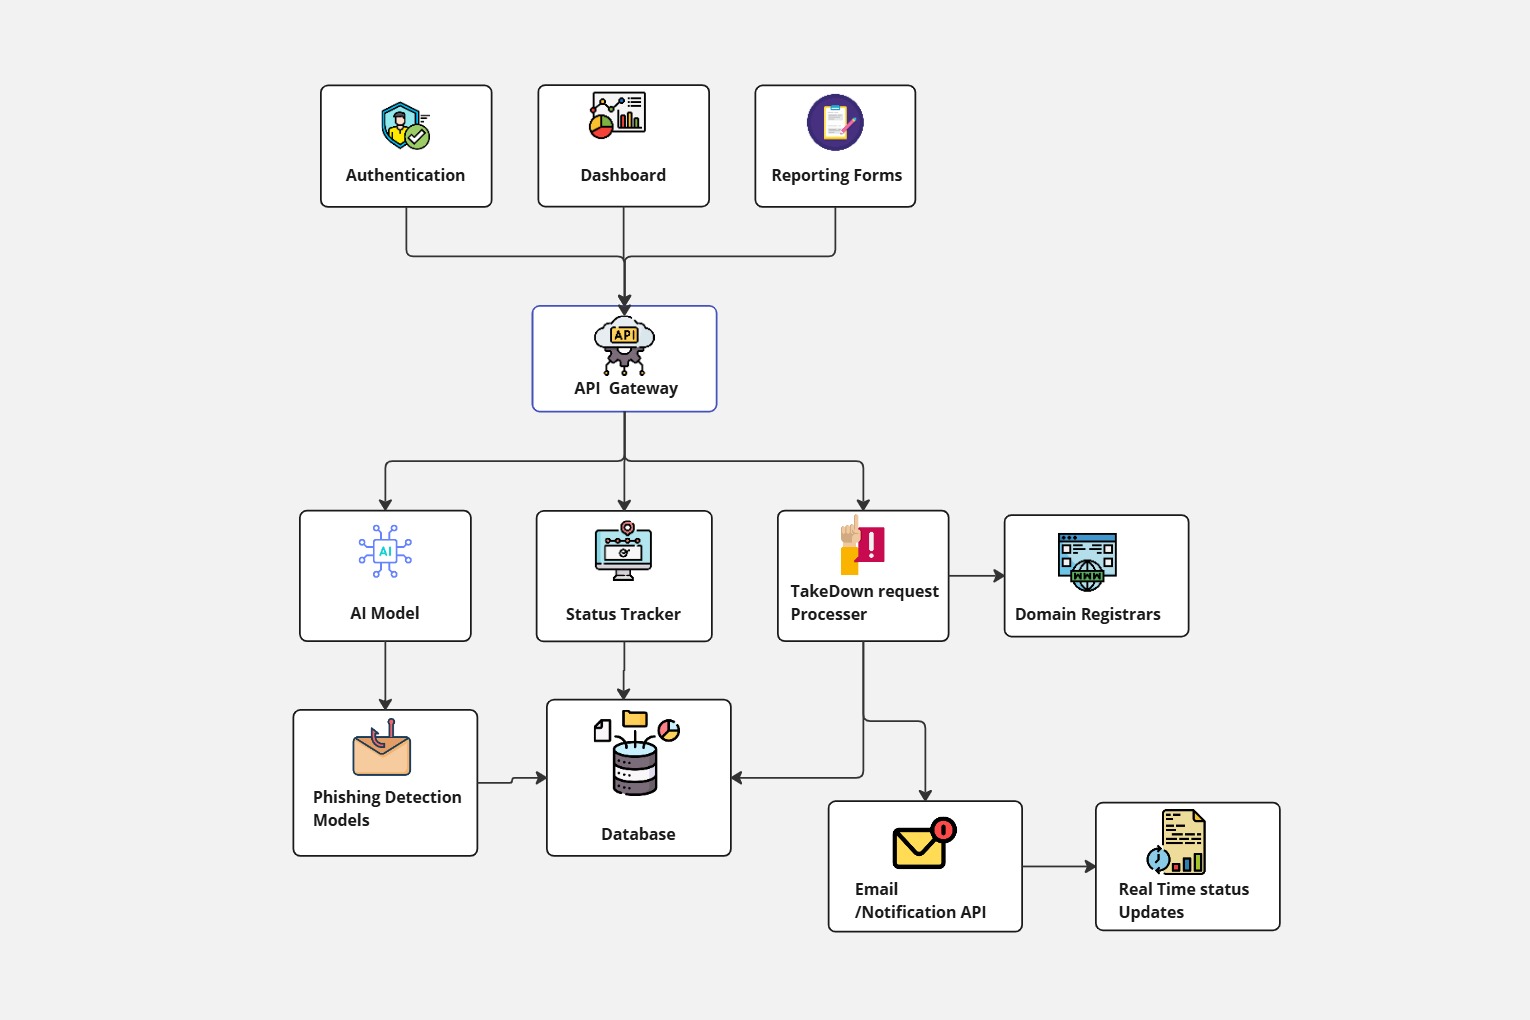 Authentication
Dashboard
Reporting Forms
API
API  Gateway
AI
AI Model
Status Tracker
TakeDown request
Processer
WWW
Domain Registrars
Phishing Detection
Models
Database
Email
/Notification API
Real Time status
Updates